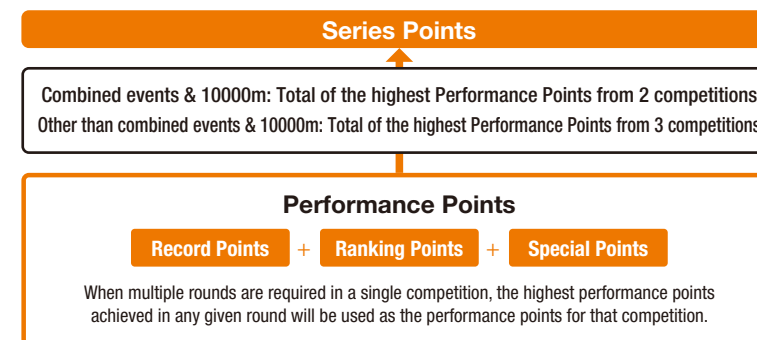 Series Points
Combined events & 10000m: Total of the highest Performance Points from 2 competitions
Other than combined events & 10000m: Total of the highest Performance Points from 3 competitions
Performance Points
Record Points + Ranking Points + Special Points
When multiple rounds are required in a single competition, the highest performance points
achieved in any given round will be used as the performance points for that competition.